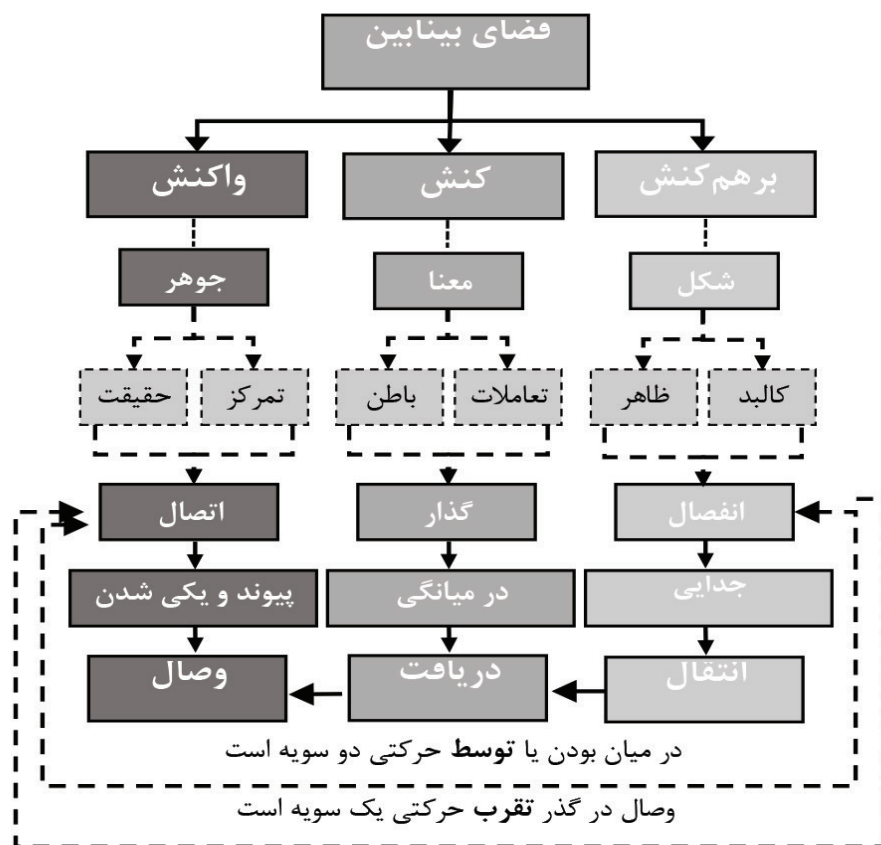 فضای بینابین
برهم‌کنش
کنش
واکنش
شکل
معنا
جوهر
کالبد
ظاهر
تعاملات
باطن
تمرکز
حقیقت
انفصال
گذار
اتصال
جدایی
در میانگی
پیوند و یکی شدن
انتقال
دریافت
وصال
در میان بودن یا توسط حرکتی دو سویه است
وصال در گذر تقرب حرکتی یک سویه است